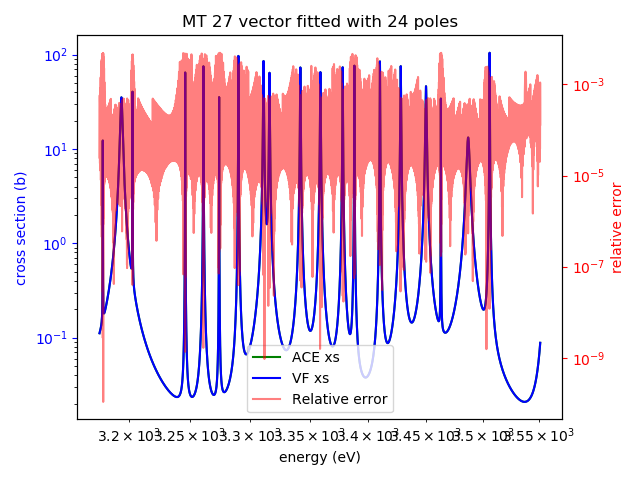 MT 27 vector fitted with 24 poles
10²
10¹
10⁰
10⁻¹
cross section (b)
10⁻³
10⁻⁵
10⁻⁷
10⁻⁹
relative error
ACE xs
VF xs
Relative error
3.2 × 10³ 3.25 × 10³ 3.3 × 10³ 3.35 × 10³ 3.4 × 10³ 3.45 × 10³ 3.5 × 10³ 3.55 × 10³
energy (eV)